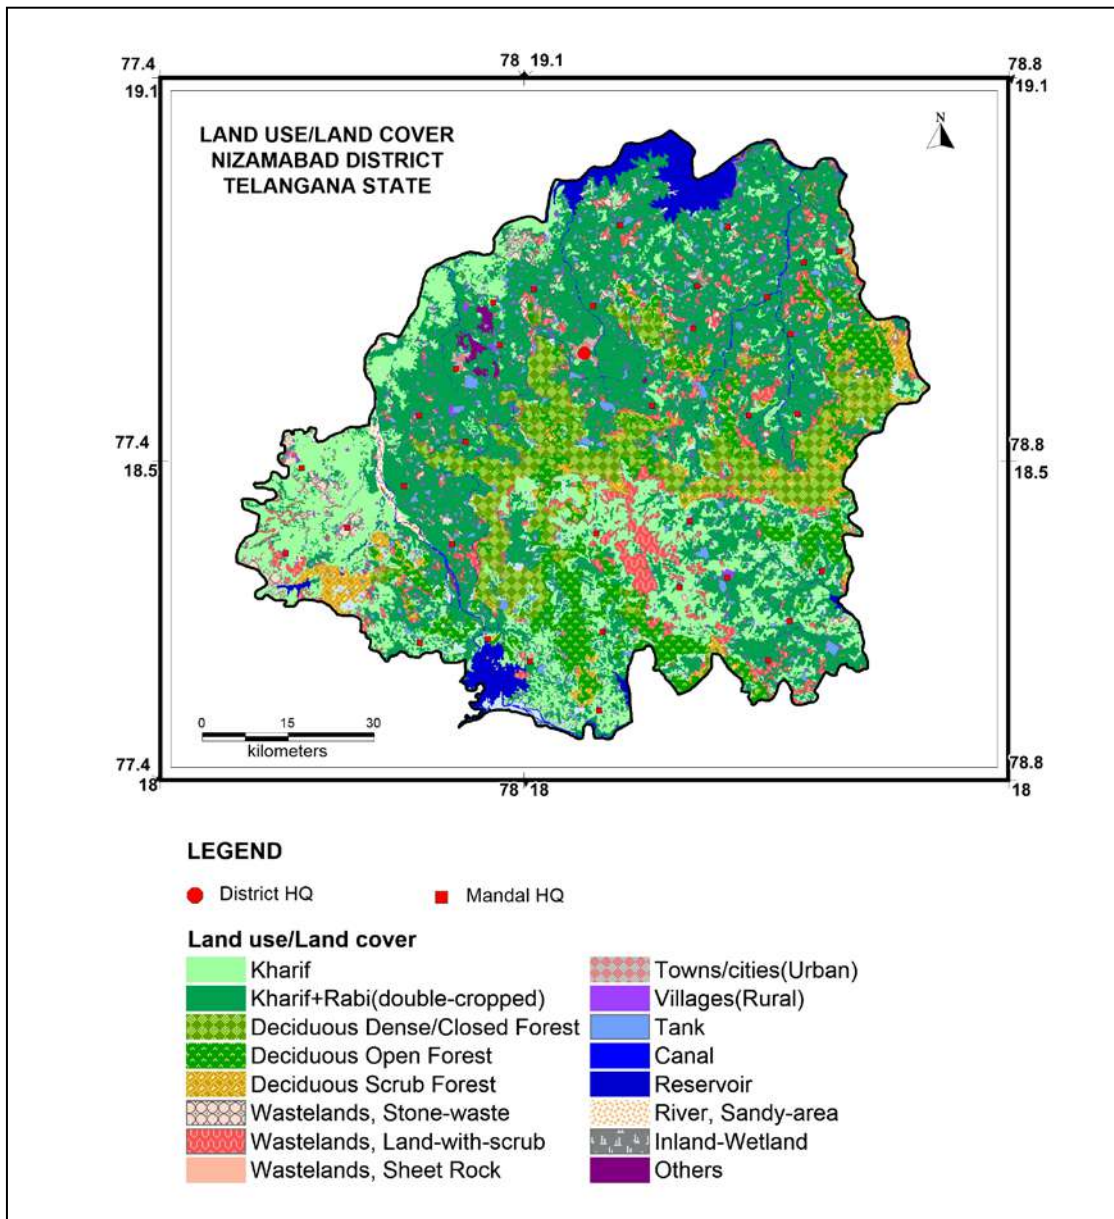 78 19.1
77.4
78.8
19.1
19.1
N
LAND USE/LAND COVER
NIZAMABAD DISTRICT
TELANGANA STATE
77.4
18.5
78.8
18.5
0 15 30
kilometers
77.4
18
78 18
78.8
18
LEGEND
District HQ
Mandal HQ
Land use/Land cover
Kharif
Kharif+Rabi(double-cropped)
Deciduous Dense/Closed Forest
Deciduous Open Forest
Deciduous Scrub Forest
Wastelands, Stone-waste
Wastelands, Land-with-scrub
Wastelands, Sheet Rock
Towns/cities(Urban)
Villages(Rural)
Tank
Canal
Reservoir
River, Sandy-area
Inland-Wetland
Others